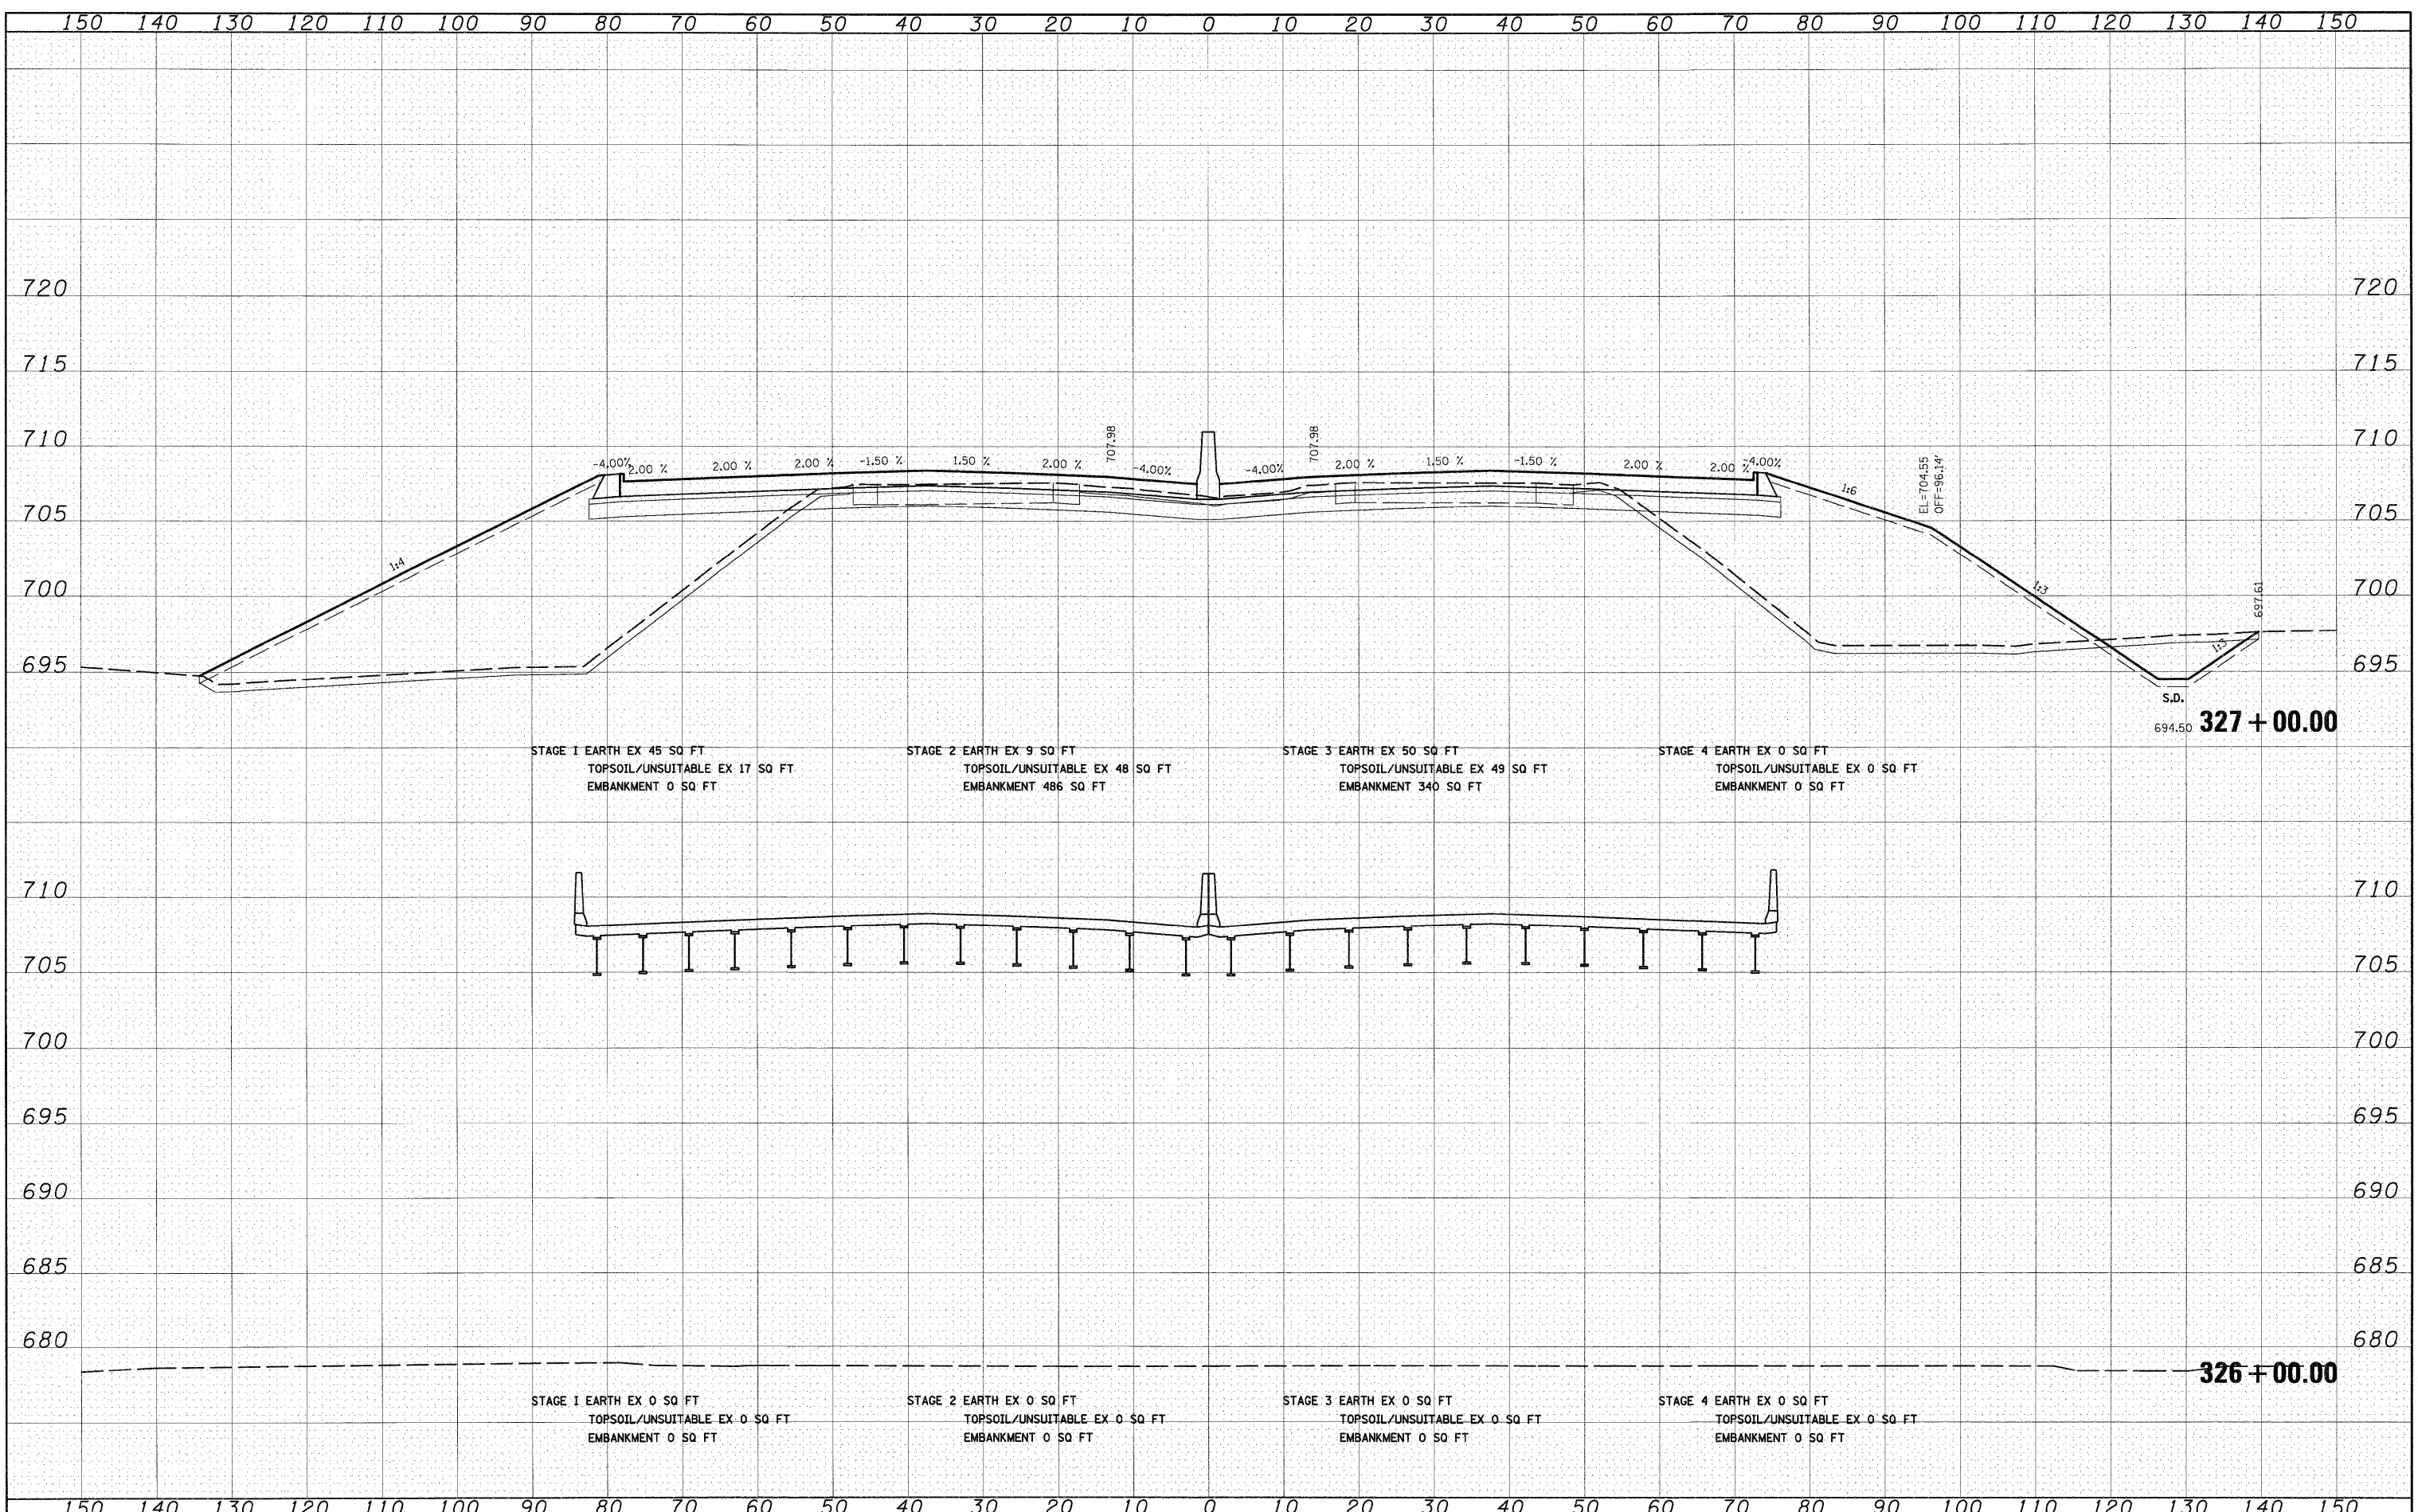 150 140 130 120 110 100 90 80 70 60 50 40 30 20 10 0 10 20 30 40 50 60 70 80 90 100 110 120 130 140 150
720 720
715 715
710 710
707.98 707.98
-4.00% 2.00 % 2.00 % 2.00 % -1.50 % 1.50 % 2.00 % -4.00% -4.00% 2.00 % 1.50 % -1.50 % 2.00 % 2.00 % -4.00%
1:6
EL=704.55
OFF=96.14'
705 705
1:4
1:3
697.61
700 700
1:3
695 695
S.D.
694.50 327+00.00
STAGE 1 EARTH EX 45 SQ FT
TOPSOIL/UNSUITABLE EX 17 SQ FT
EMBANKMENT 0 SQ FT
STAGE 2 EARTH EX 9 SQ FT
TOPSOIL/UNSUITABLE EX 48 SQ FT
EMBANKMENT 486 SQ FT
STAGE 3 EARTH EX 50 SQ FT
TOPSOIL/UNSUITABLE EX 49 SQ FT
EMBANKMENT 340 SQ FT
STAGE 4 EARTH EX 0 SQ FT
TOPSOIL/UNSUITABLE EX 0 SQ FT
EMBANKMENT 0 SQ FT
710 710
705 705
700 700
695 695
690 690
685 685
680 680
326+00.00
STAGE 1 EARTH EX 0 SQ FT
TOPSOIL/UNSUITABLE EX 0 SQ FT
EMBANKMENT 0 SQ FT
STAGE 2 EARTH EX 0 SQ FT
TOPSOIL/UNSUITABLE EX 0 SQ FT
EMBANKMENT 0 SQ FT
STAGE 3 EARTH EX 0 SQ FT
TOPSOIL/UNSUITABLE EX 0 SQ FT
EMBANKMENT 0 SQ FT
STAGE 4 EARTH EX 0 SQ FT
TOPSOIL/UNSUITABLE EX 0 SQ FT
EMBANKMENT 0 SQ FT
150 140 130 120 110 100 90 80 70 60 50 40 30 20 10 0 10 20 30 40 50 60 70 80 90 100 110 120 130 140 150